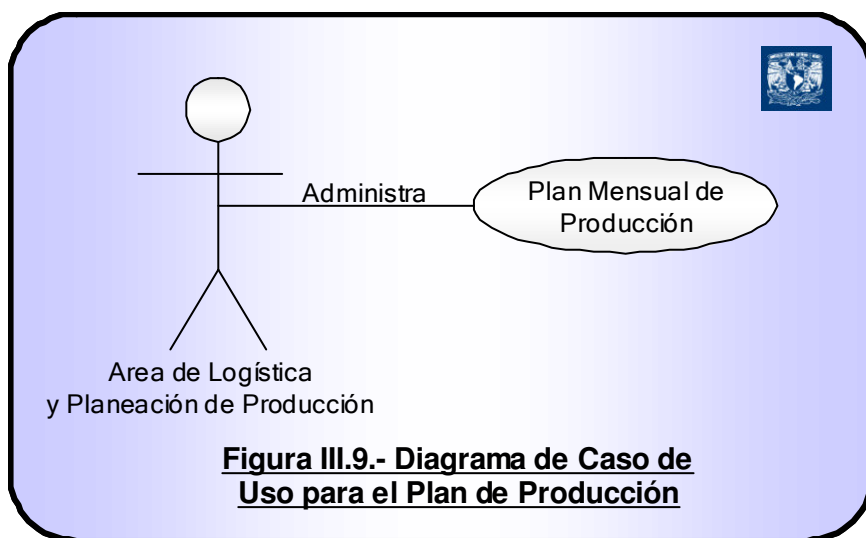 Administra
Plan Mensual de
Producción
Area de Logística
y Planeación de Producción
Figura III.9.- Diagrama de Caso de
Uso para el Plan de Producción